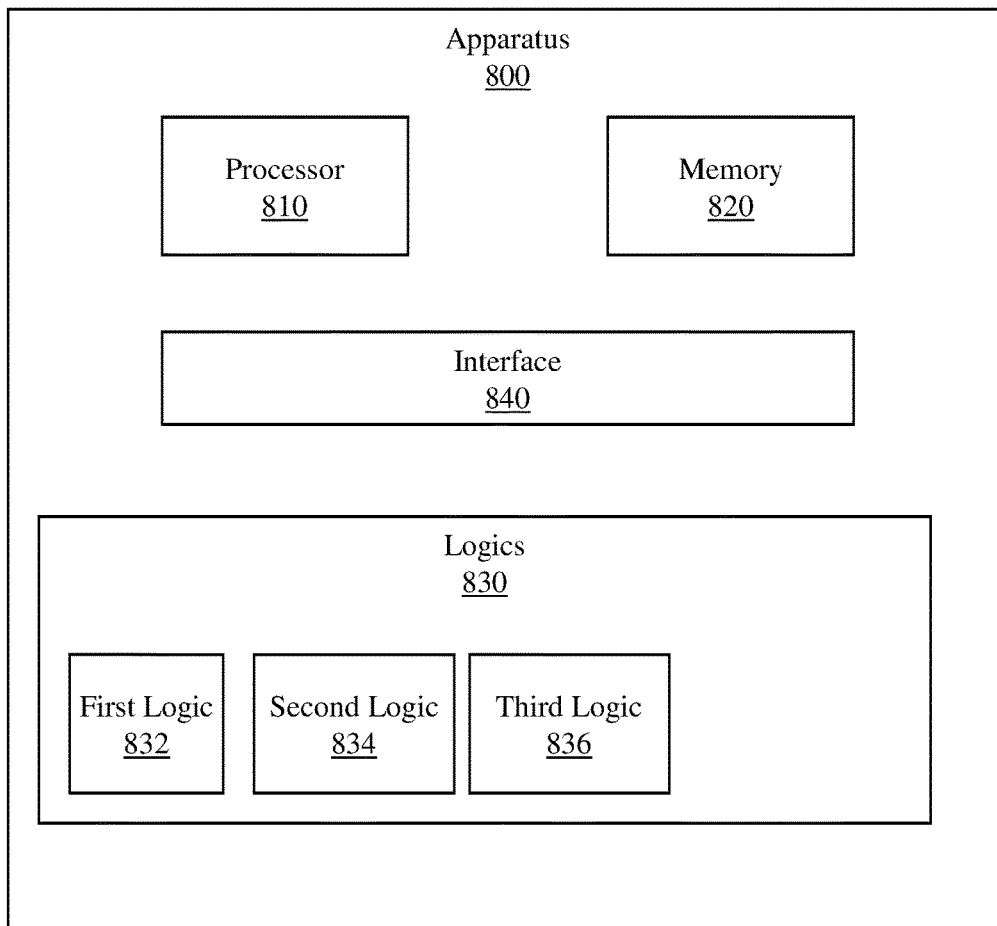 Apparatus
800
Processor
810
Memory
820
Interface
840
Logics
830
First Logic
832
Second Logic
834
Third Logic
836